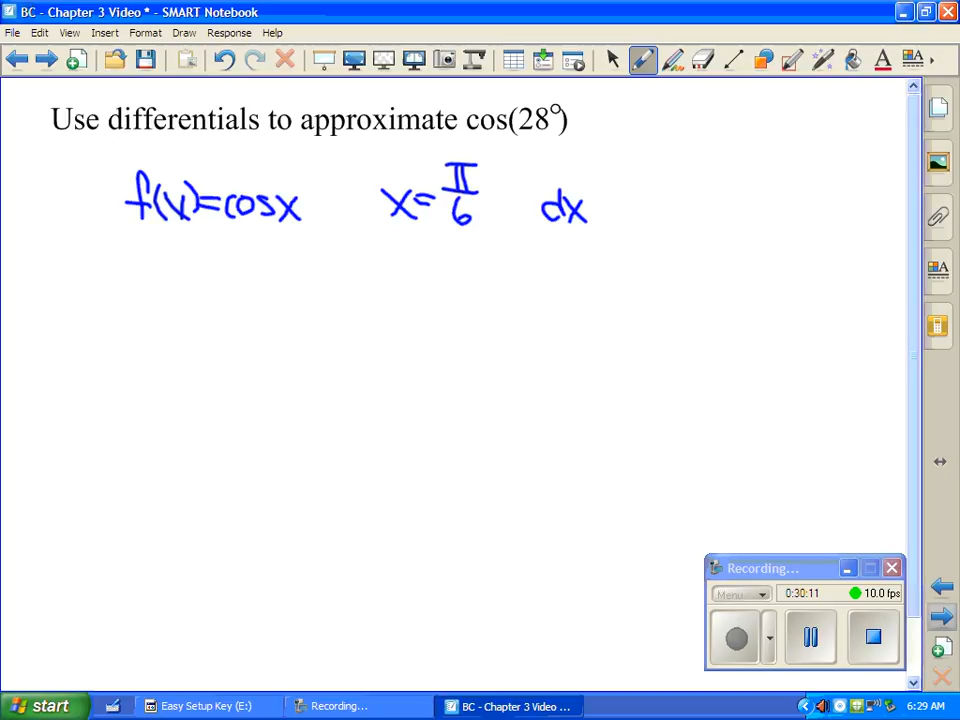 BC - Chapter 3 Video * - SMART Notebook
File Edit View Insert Format Draw Response Help
Use differentials to approximate cos(28°)
f(x)=cosx x=π/6 dx
Recording...
Menu 0:30:11 10.0 fps
start Easy Setup Key (E:) Recording... BC - Chapter 3 Video ... 6:29 AM